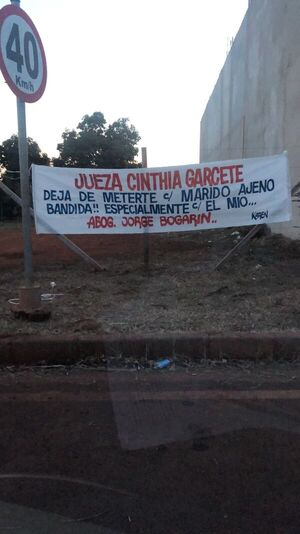 40
Km/h
JUEZA CINTHIA GARCETE
DEJA DE METERTE c/ MARIDO AJENO
BANDIDA!! ESPECIALMENTE c/ EL MIO...
ABOG. JORGE BOGARIN..
KAREN